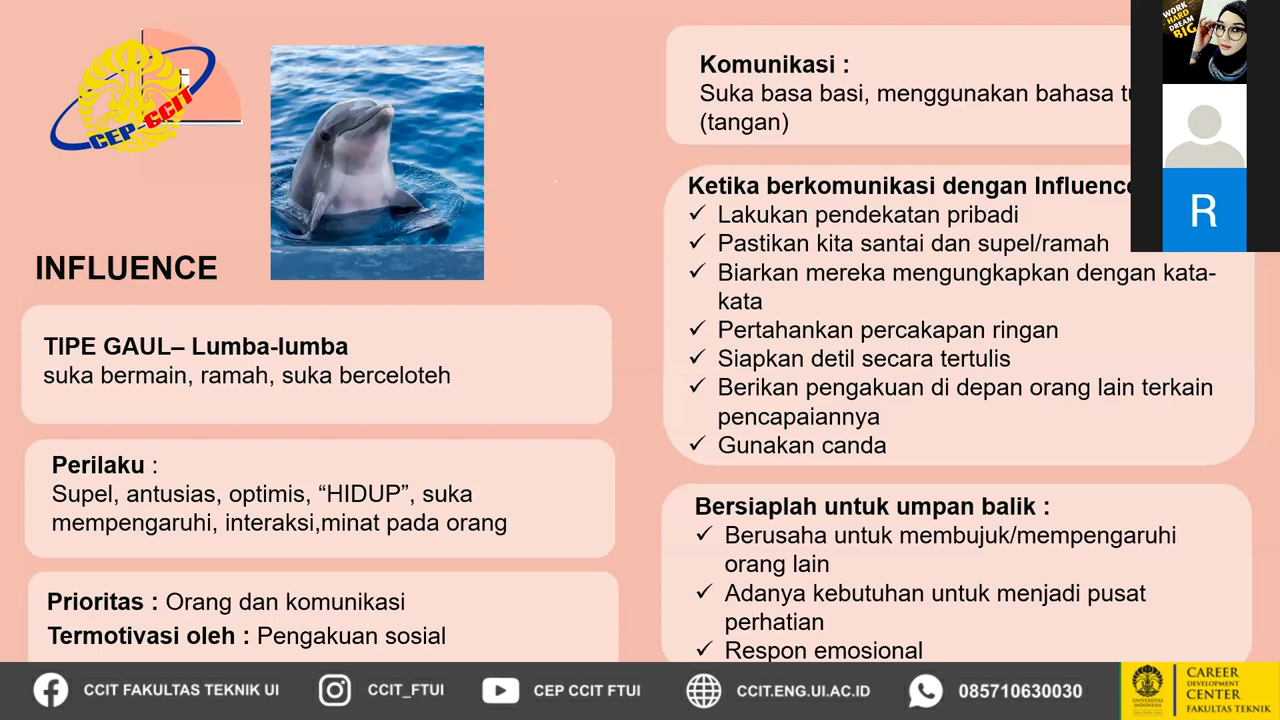 CEP-CCIT
INFLUENCE
TIPE GAUL– Lumba-lumba
suka bermain, ramah, suka berceloteh
Perilaku :
Supel, antusias, optimis, “HIDUP”, suka
mempengaruhi, interaksi,minat pada orang
Prioritas : Orang dan komunikasi
Termotivasi oleh : Pengakuan sosial
Komunikasi :
Suka basa basi, menggunakan bahasa
(tangan)
Ketika berkomunikasi dengan Influence
✓ Lakukan pendekatan pribadi
✓ Pastikan kita santai dan supel/ramah
✓ Biarkan mereka mengungkapkan dengan kata-
kata
✓ Pertahankan percakapan ringan
✓ Siapkan detil secara tertulis
✓ Berikan pengakuan di depan orang lain terkain
pencapaiannya
✓ Gunakan canda
Bersiaplah untuk umpan balik :
✓ Berusaha untuk membujuk/mempengaruhi
orang lain
✓ Adanya kebutuhan untuk menjadi pusat
perhatian
✓ Respon emosional
WORK
HARD
DREAM
BIG
R
CCIT FAKULTAS TEKNIK UI
CCIT_FTUI
CEP CCIT FTUI
CCIT.ENG.UI.AC.ID
085710630030
UNIVERSITAS
INDONESIA
CAREER
DEVELOPMENT
CENTER
FAKULTAS TEKNIK